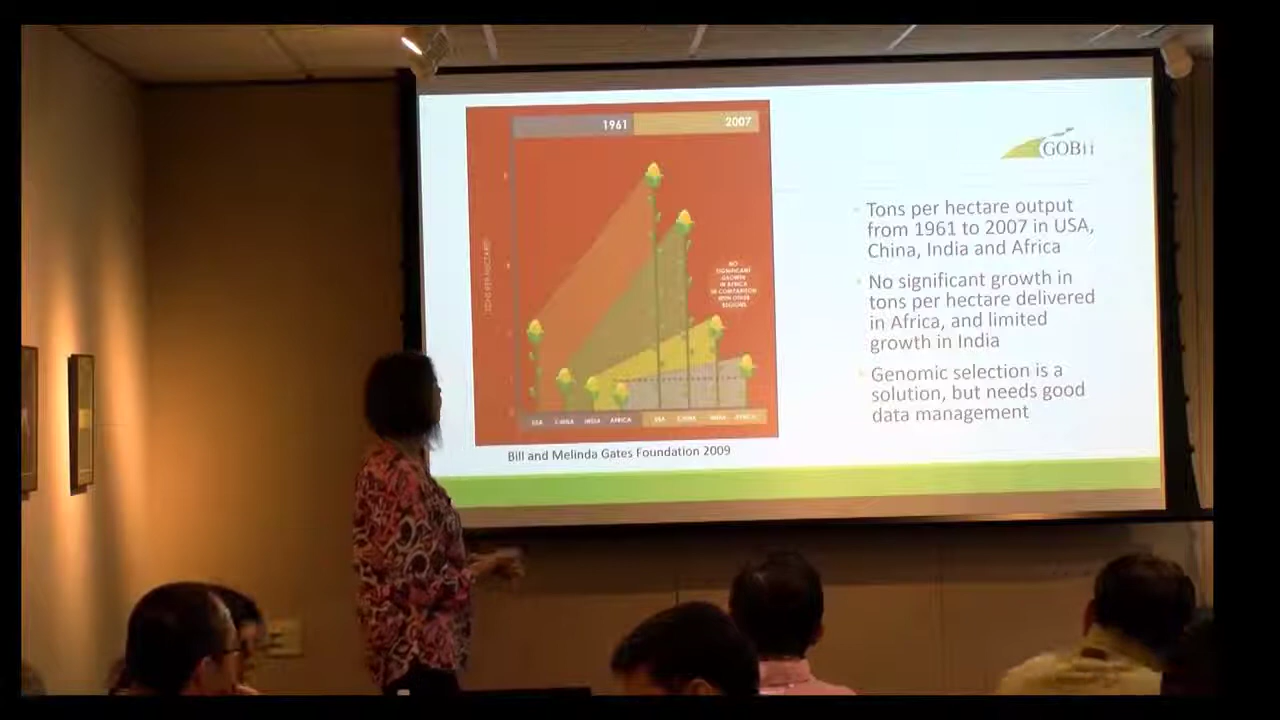 1961
2007
TONS PER HECTARE
NO
SIGNIFICANT
GROWTH
IN AFRICA
IN COMPARISON
WITH OTHER
REGIONS
USA CHINA INDIA AFRICA USA CHINA INDIA AFRICA
Bill and Melinda Gates Foundation 2009
GOBii
Tons per hectare output
from 1961 to 2007 in USA,
China, India and Africa
No significant growth in
tons per hectare delivered
in Africa, and limited
growth in India
Genomic selection is a
solution, but needs good
data management